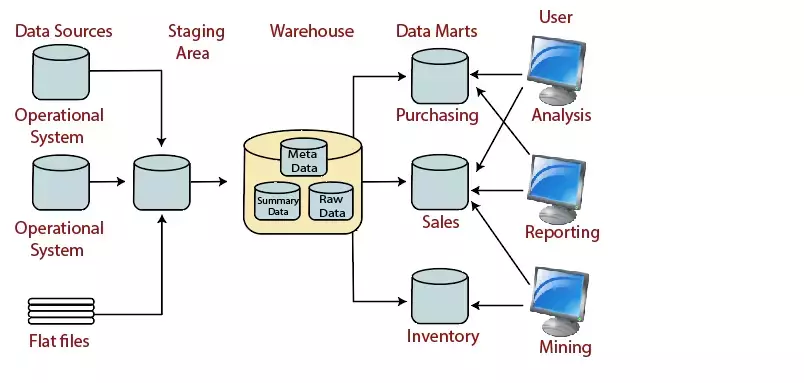 Data Sources
Staging
Area
Warehouse
Data Marts
User
Operational
System
Purchasing
Analysis
Meta
Data
Summary
Data
Raw
Data
Operational
System
Sales
Reporting
Flat files
Inventory
Mining